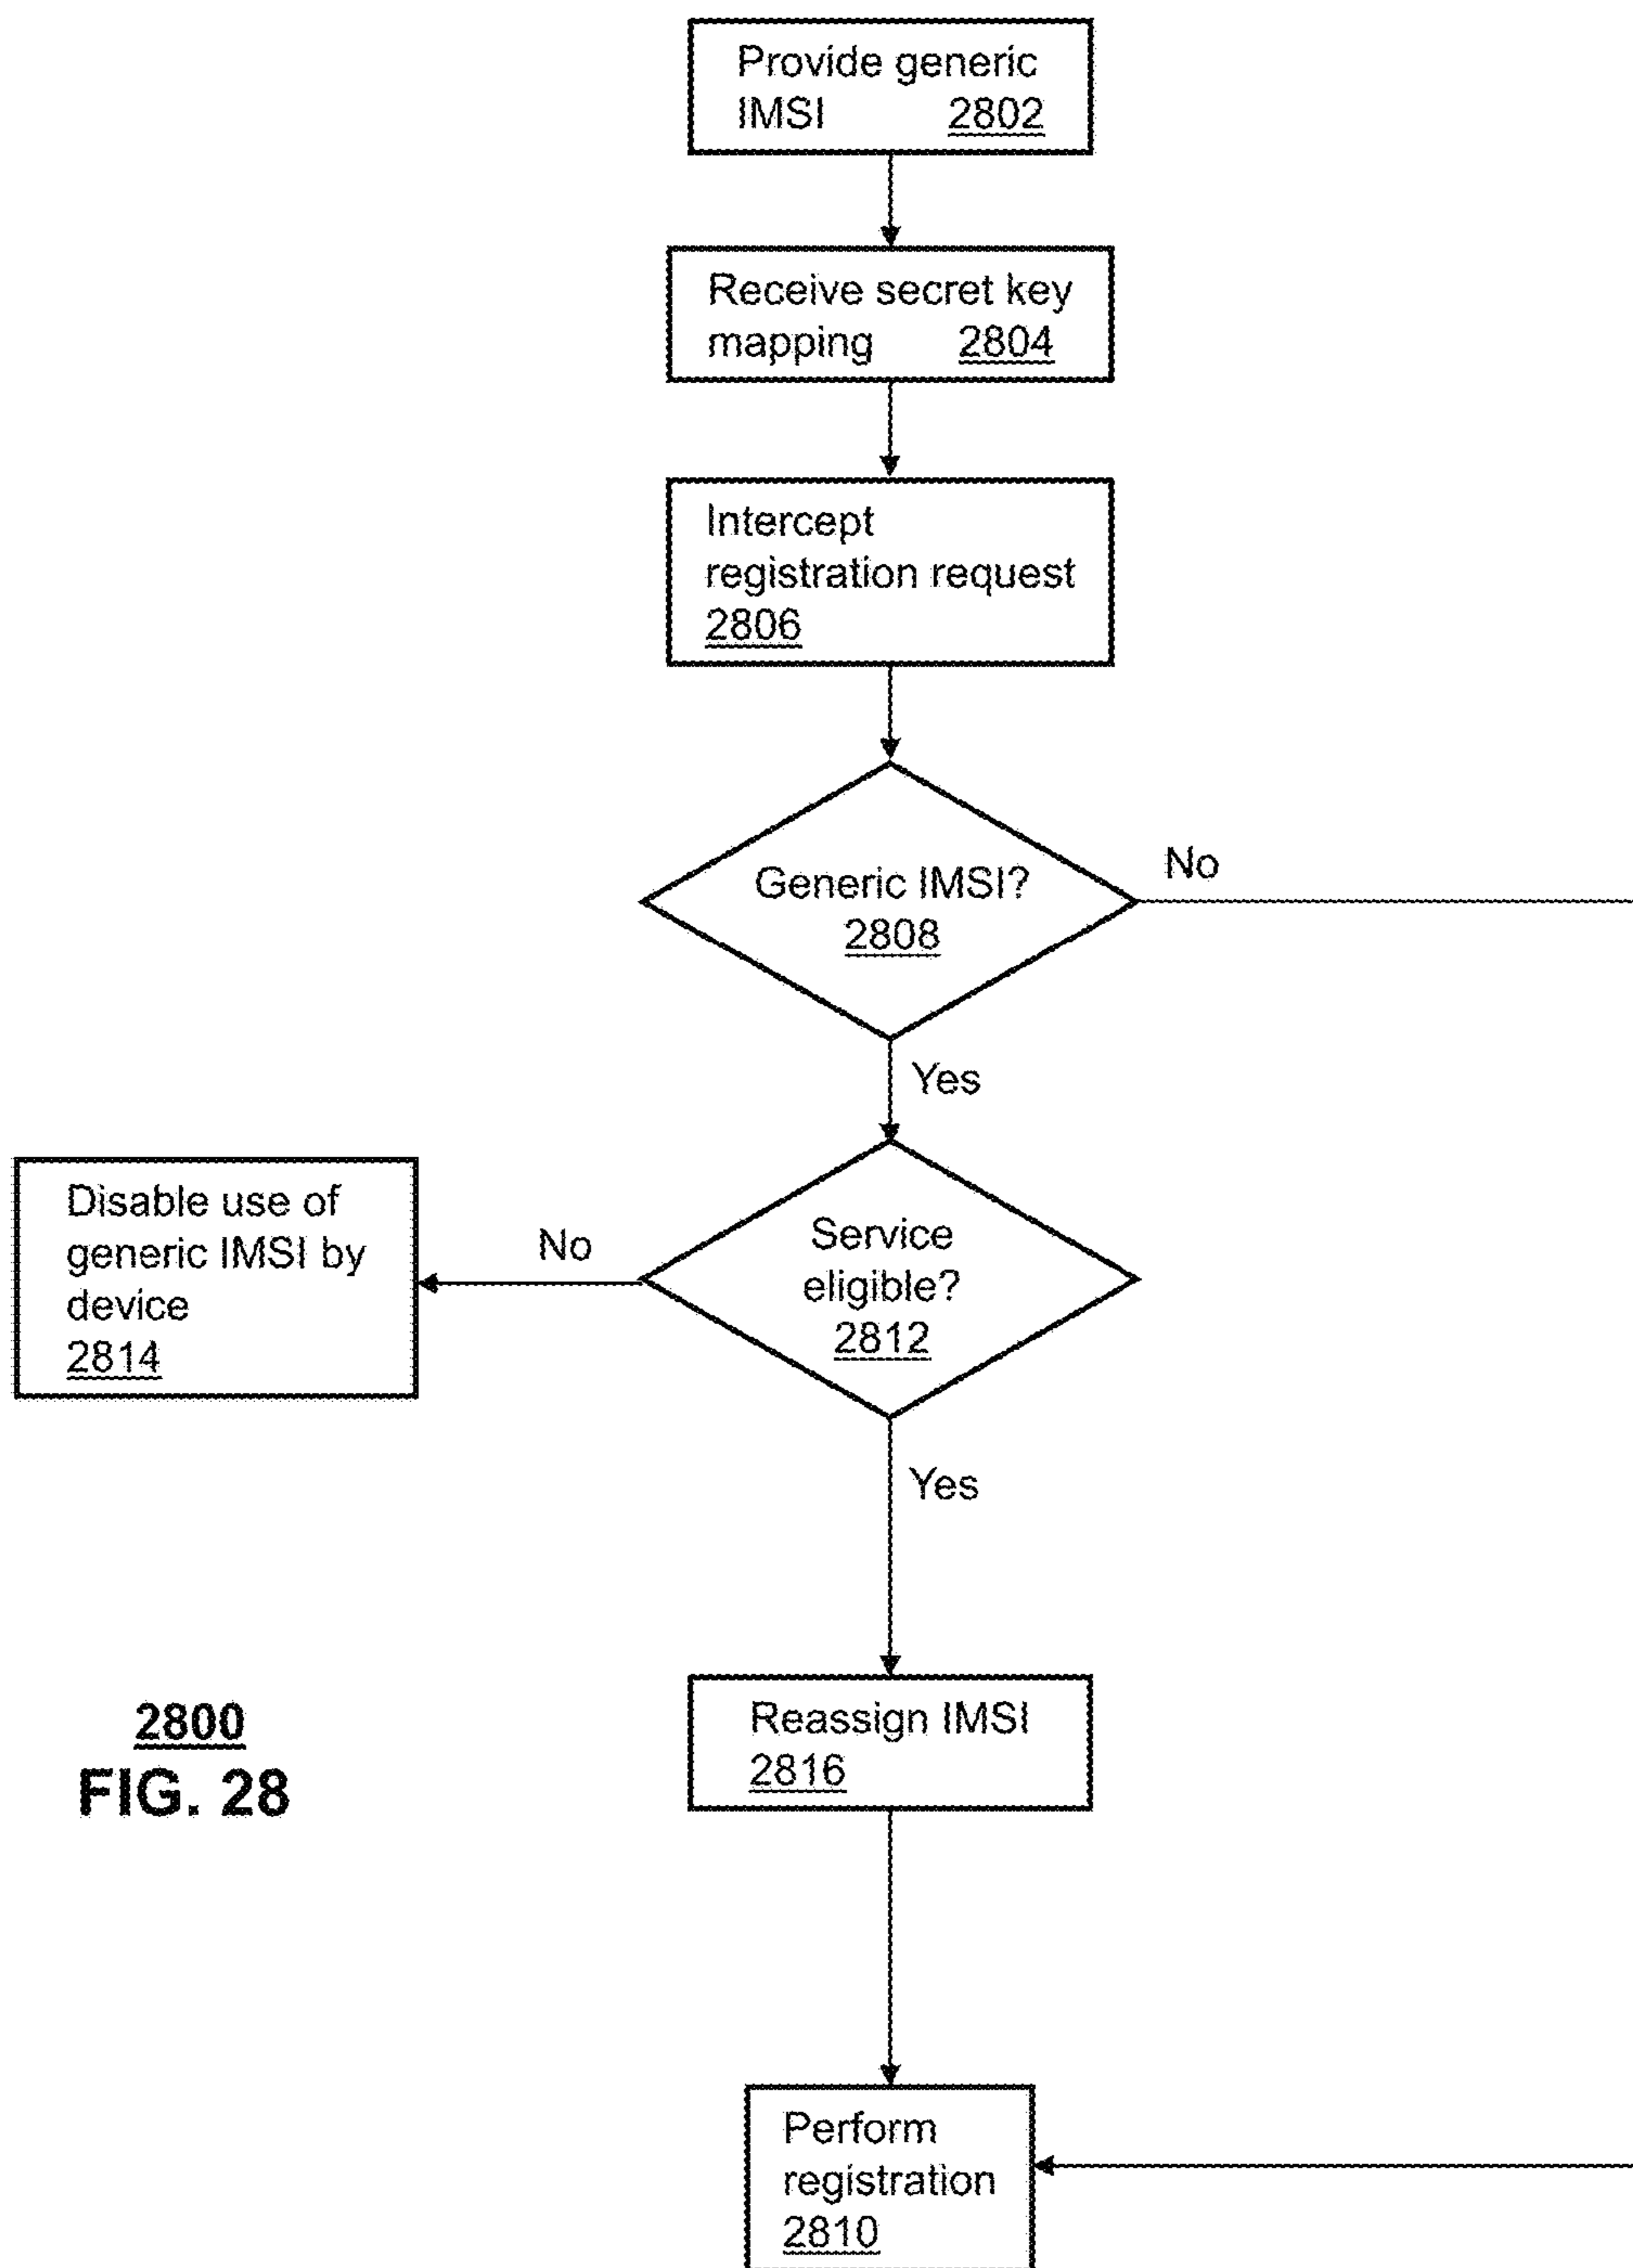 Provide generic
IMSI 2802
Receive secret key
mapping 2804
Intercept
registration request
2806
Generic IMSI?
2808
No
Yes
Service
eligible?
2812
No
Disable use of
generic IMSI by
device
2814
Yes
Reassign IMSI
2816
2800
FIG. 28
Perform
registration
2810